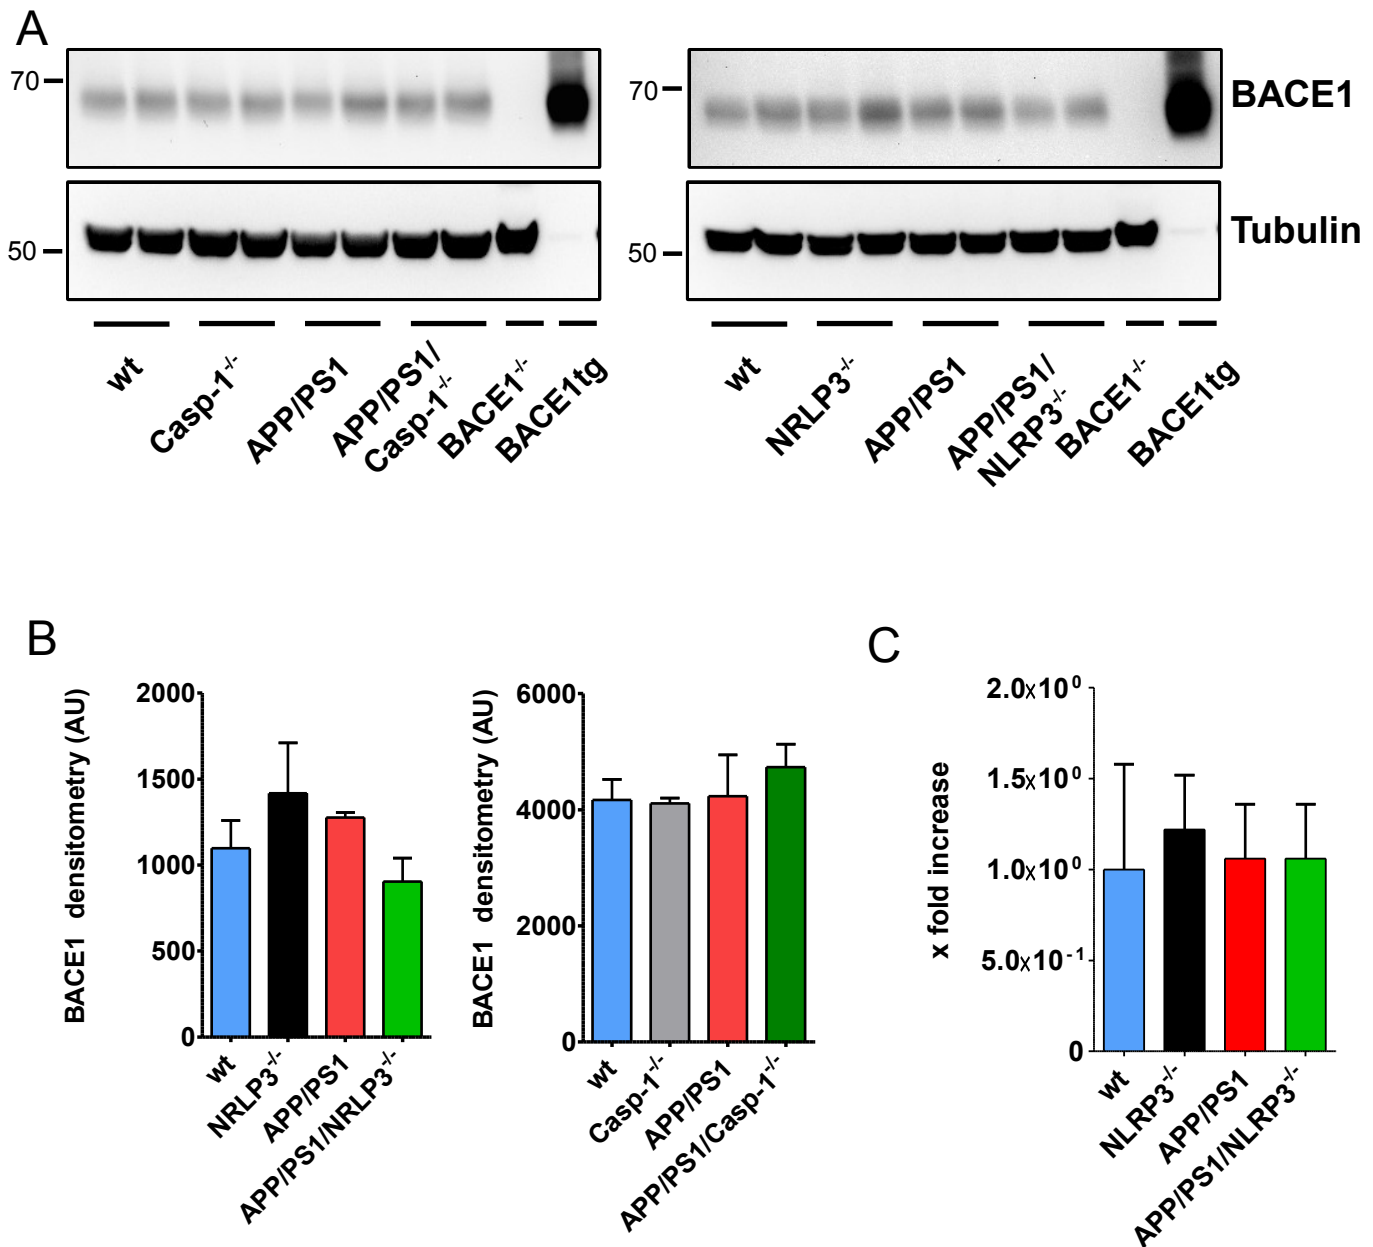 A
70
70
BACE1
50
50
Tubulin
wt
Casp-1-/-
APP/PS1
APP/PS1/
Casp-1-/-
BACE1-/-
BACE1tg
wt
NRLP3-/-
APP/PS1
APP/PS1/
NLRP3-/-
BACE1-/-
BACE1tg
B
BACE1 densitometry (AU)
2000
1500
1000
500
0
wt
NRLP3-/-
APP/PS1
APP/PS1/NRLP3-/-
BACE1 densitometry (AU)
6000
4000
2000
0
wt
Casp-1-/-
APP/PS1
APP/PS1/Casp-1-/-
C
x fold increase
2.0x10⁰
1.5x10⁰
1.0x10⁰
5.0x10⁻¹
0
wt
NLRP3-/-
APP/PS1
APP/PS1/NLRP3-/-